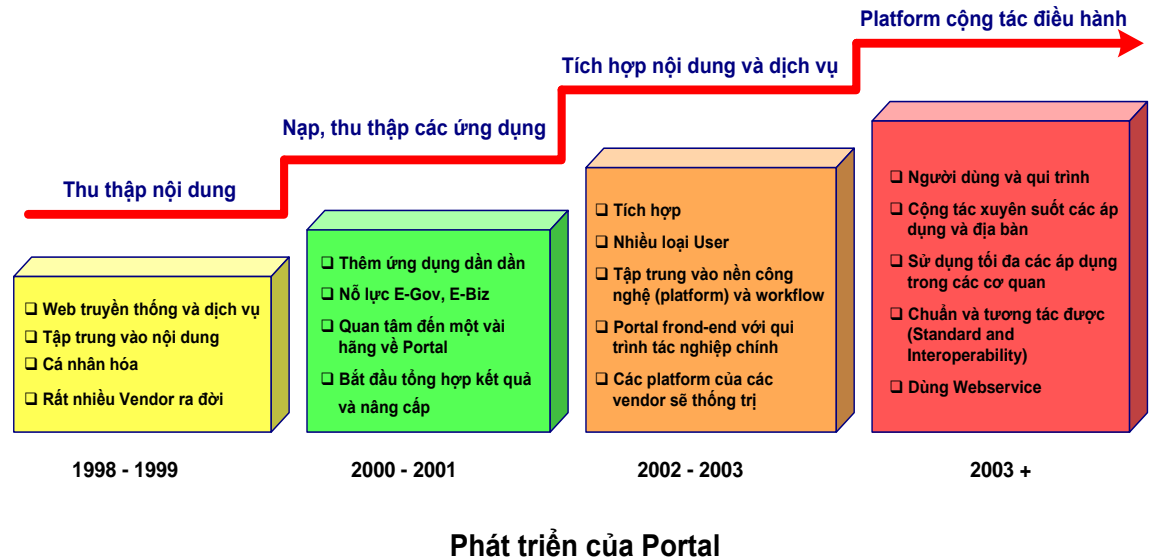 Platform cộng tác điều hành
Tích hợp nội dung và dịch vụ
Nạp, thu thập các ứng dụng
Thu thập nội dung
❑ Web truyền thống và dịch vụ
❑ Tập trung vào nội dung
❑ Cá nhân hóa
❑ Rất nhiều Vendor ra đời
❑ Thêm ứng dụng dần dần
❑ Nỗ lực E-Gov, E-Biz
❑ Quan tâm đến một vài
hãng về Portal
❑ Bắt đầu tổng hợp kết quả
và nâng cấp
❑ Tích hợp
❑ Nhiều loại User
❑ Tập trung vào nền công
nghệ (platform) và workflow
❑ Portal frond-end với qui
trình tác nghiệp chính
❑ Các platform của các
vendor sẽ thống trị
❑ Người dùng và qui trình
❑ Cộng tác xuyên suốt các áp
dụng và địa bàn
❑ Sử dụng tối đa các áp dụng
trong các cơ quan
❑ Chuẩn và tương tác được
(Standard and
Interoperability)
❑ Dùng Webservice
1998 - 1999
2000 - 2001
2002 - 2003
2003 +
Phát triển của Portal